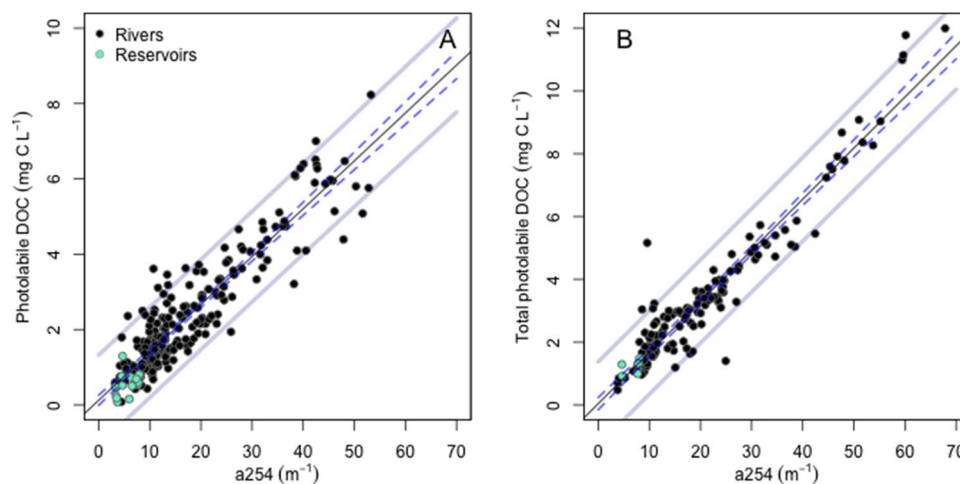 A
Rivers
Reservoirs
Photolabile DOC (mg C L⁻¹)
10
8
6
4
2
0
0 10 20 30 40 50 60 70
a254 (m⁻¹)
B
Total photolabile DOC (mg C L⁻¹)
12
10
8
6
4
2
0
0 10 20 30 40 50 60 70
a254 (m⁻¹)